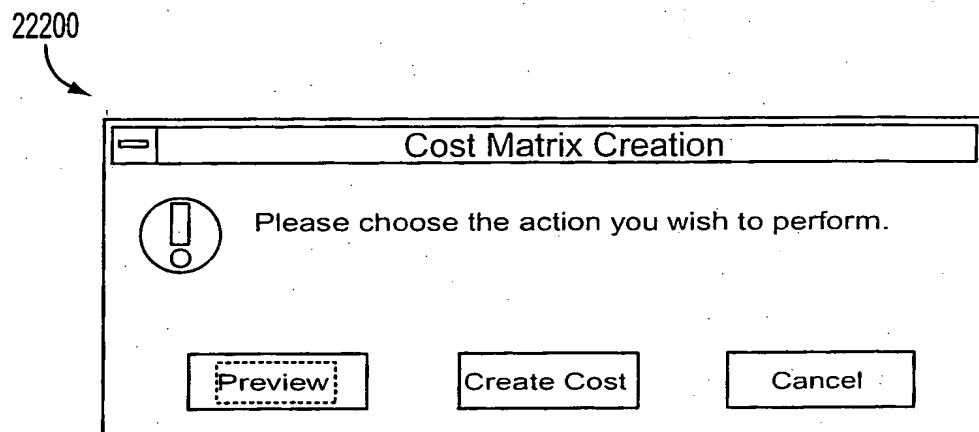 22200
Cost Matrix Creation
Please choose the action you wish to perform.
Preview Create Cost Cancel